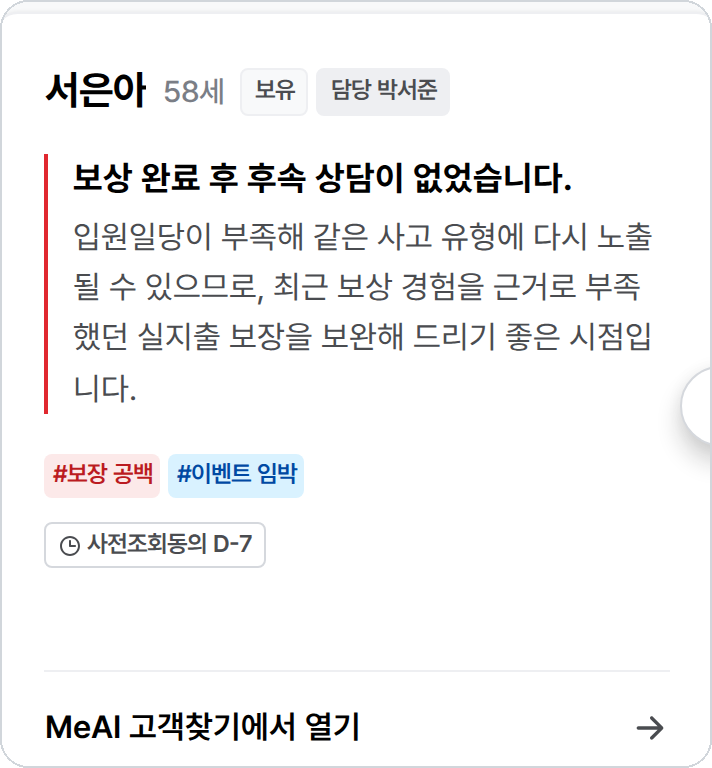 서은아 58세 보유 담당 박서준
보상 완료 후 후속 상담이 없었습니다.
입원일당이 부족해 같은 사고 유형에 다시 노출
될 수 있으므로, 최근 보상 경험을 근거로 부족
했던 실지출 보장을 보완해 드리기 좋은 시점입
니다.
#보장 공백 #이벤트 임박
사전조회동의 D-7
MeAI 고객찾기에서 열기